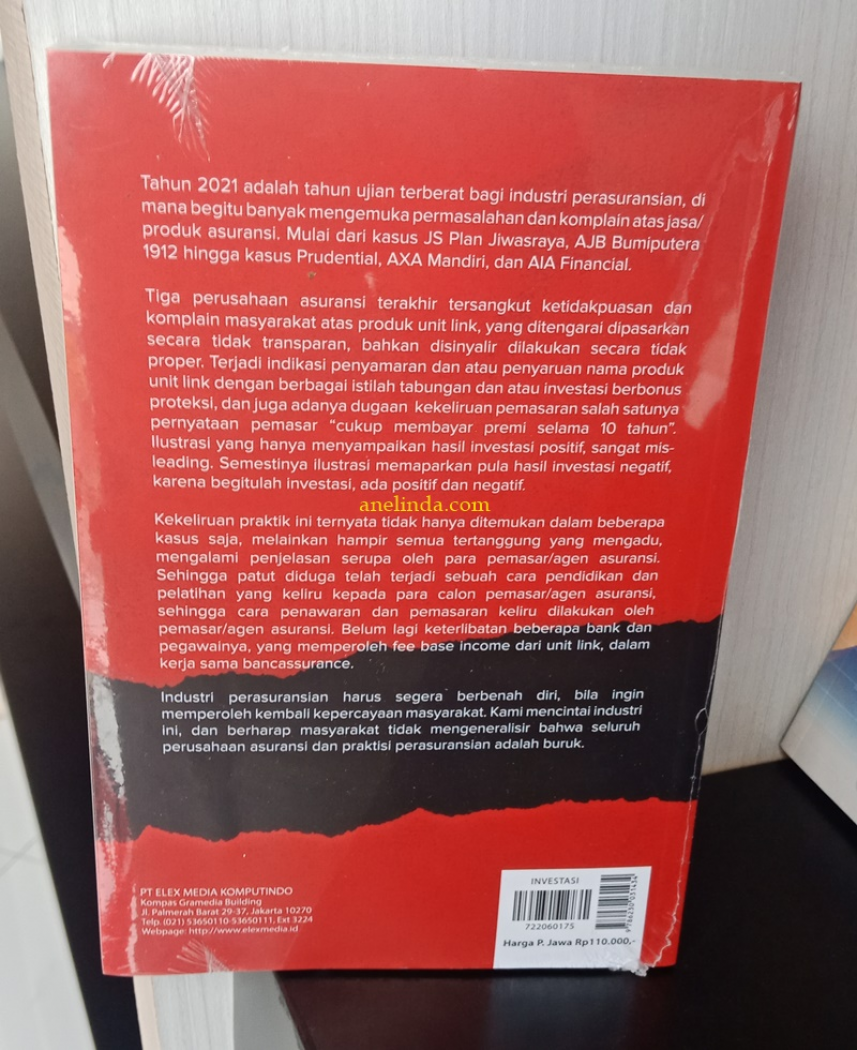 Tahun 2021 adalah tahun ujian terberat bagi industri perasuransian, di
mana begitu banyak mengemuka permasalahan dan komplain atas jasa/
produk asuransi. Mulai dari kasus JS Plan Jiwasraya, AJB Bumiputera
1912 hingga kasus Prudential, AXA Mandiri, dan AIA Financial.
Tiga perusahaan asuransi terakhir tersangkut ketidakpuasan dan
komplain masyarakat atas produk unit link, yang ditengarai dipasarkan
secara tidak transparan, bahkan disinyalir dilakukan secara tidak
proper. Terjadi indikasi penyamaran dan atau penyaruan nama produk
unit link dengan berbagai istilah tabungan dan atau investasi berbonus
proteksi, dan juga adanya dugaan kekeliruan pemasaran salah satunya
pernyataan pemasar “cukup membayar premi selama 10 tahun”.
Ilustrasi yang hanya menyampaikan hasil investasi positif, sangat mis-
leading. Semestinya ilustrasi memaparkan pula hasil investasi negatif,
karena begitulah investasi, ada positif dan negatif.
anelinda.com
Kekeliruan praktik ini ternyata tidak hanya ditemukan dalam beberapa
kasus saja, melainkan hampir semua tertanggung yang mengadu,
mengalami penjelasan serupa oleh para pemasar/agen asuransi.
Sehingga patut diduga telah terjadi sebuah cara pendidikan dan
pelatihan yang keliru kepada para calon pemasar/agen asuransi,
sehingga cara penawaran dan pemasaran keliru dilakukan oleh
pemasar/agen asuransi. Belum lagi keterlibatan beberapa bank dan
pegawainya, yang memperoleh fee base income dari unit link, dalam
kerja sama bancassurance.
Industri perasuransian harus segera berbenah diri, bila ingin
memperoleh kembali kepercayaan masyarakat. Kami mencintai industri
ini, dan berharap masyarakat tidak mengeneralisir bahwa seluruh
perusahaan asuransi dan praktisi perasuransian adalah buruk.
PT ELEX MEDIA KOMPUTINDO
Kompas Gramedia Building
Jl. Palmerah Barat 29-37, Jakarta 10270
Telp. (021) 53650110-53650111, Ext 3224
Webpage: http://www.elexmedia.id
INVESTASI
722060175
9786230031434
Harga P. Jawa Rp110.000,-